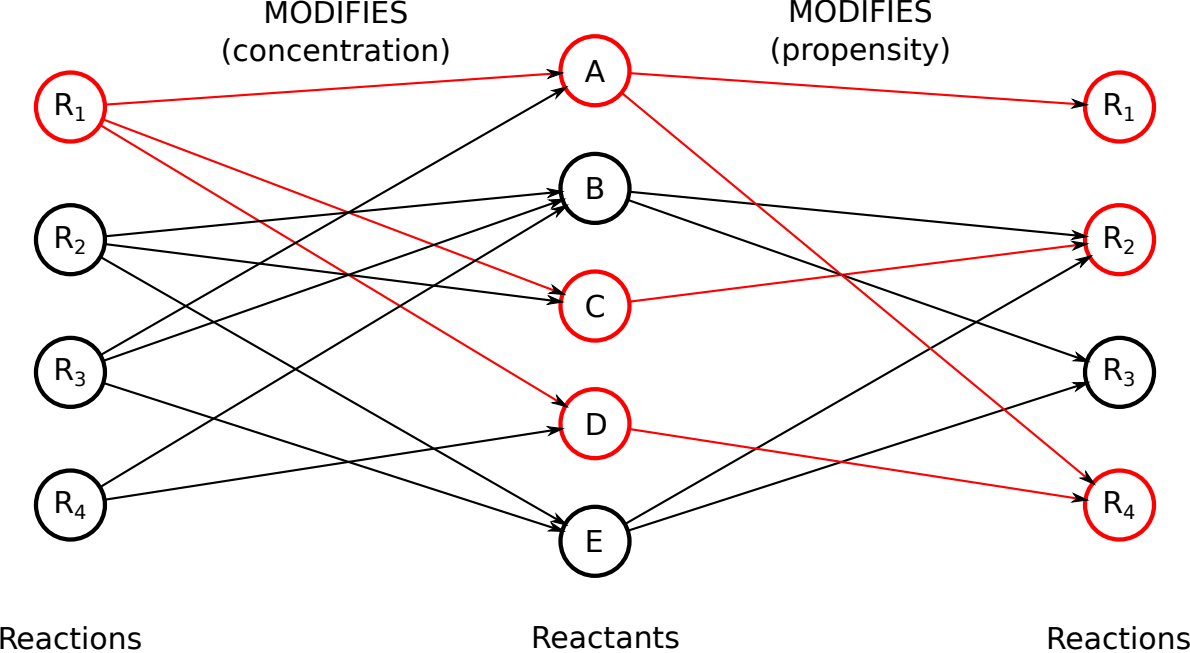 MODIFIES
(concentration)
MODIFIES
(propensity)
R1
R2
R3
R4
A
B
C
D
E
R1
R2
R3
R4
Reactions
Reactants
Reactions